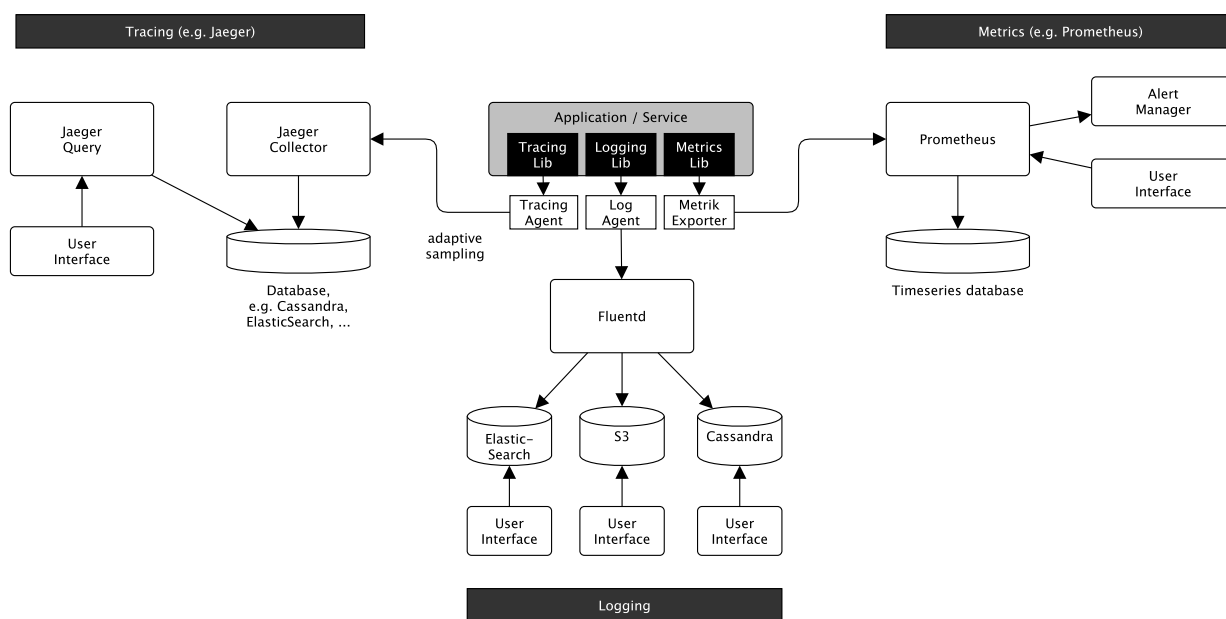 Tracing (e.g. Jaeger)
Metrics (e.g. Prometheus)
Jaeger
Query
Jaeger
Collector
User
Interface
Database,
e.g. Cassandra,
ElasticSearch, ...
adaptive
sampling
Application / Service
Tracing
Lib
Logging
Lib
Metrics
Lib
Tracing
Agent
Log
Agent
Metrik
Exporter
Prometheus
Alert
Manager
User
Interface
Timeseries database
Fluentd
Elastic-
Search
S3
Cassandra
User
Interface
User
Interface
User
Interface
Logging